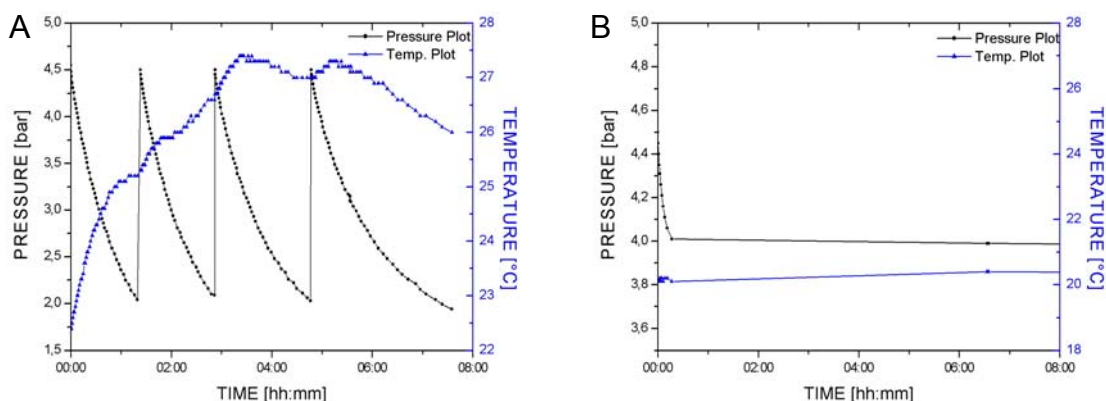 A
B
Pressure Plot
Temp. Plot
5,0
4,5
4,0
3,5
3,0
2,5
2,0
1,5
PRESSURE [bar]
28
27
26
25
24
23
22
TEMPERATURE [°C]
00:00 02:00 04:00 06:00 08:00
TIME [hh:mm]
Pressure Plot
Temp. Plot
5,0
4,8
4,6
4,4
4,2
4,0
3,8
3,6
PRESSURE [bar]
28
26
24
22
20
18
TEMPERATURE [°C]
00:00 02:00 04:00 06:00 08:00
TIME [hh:mm]